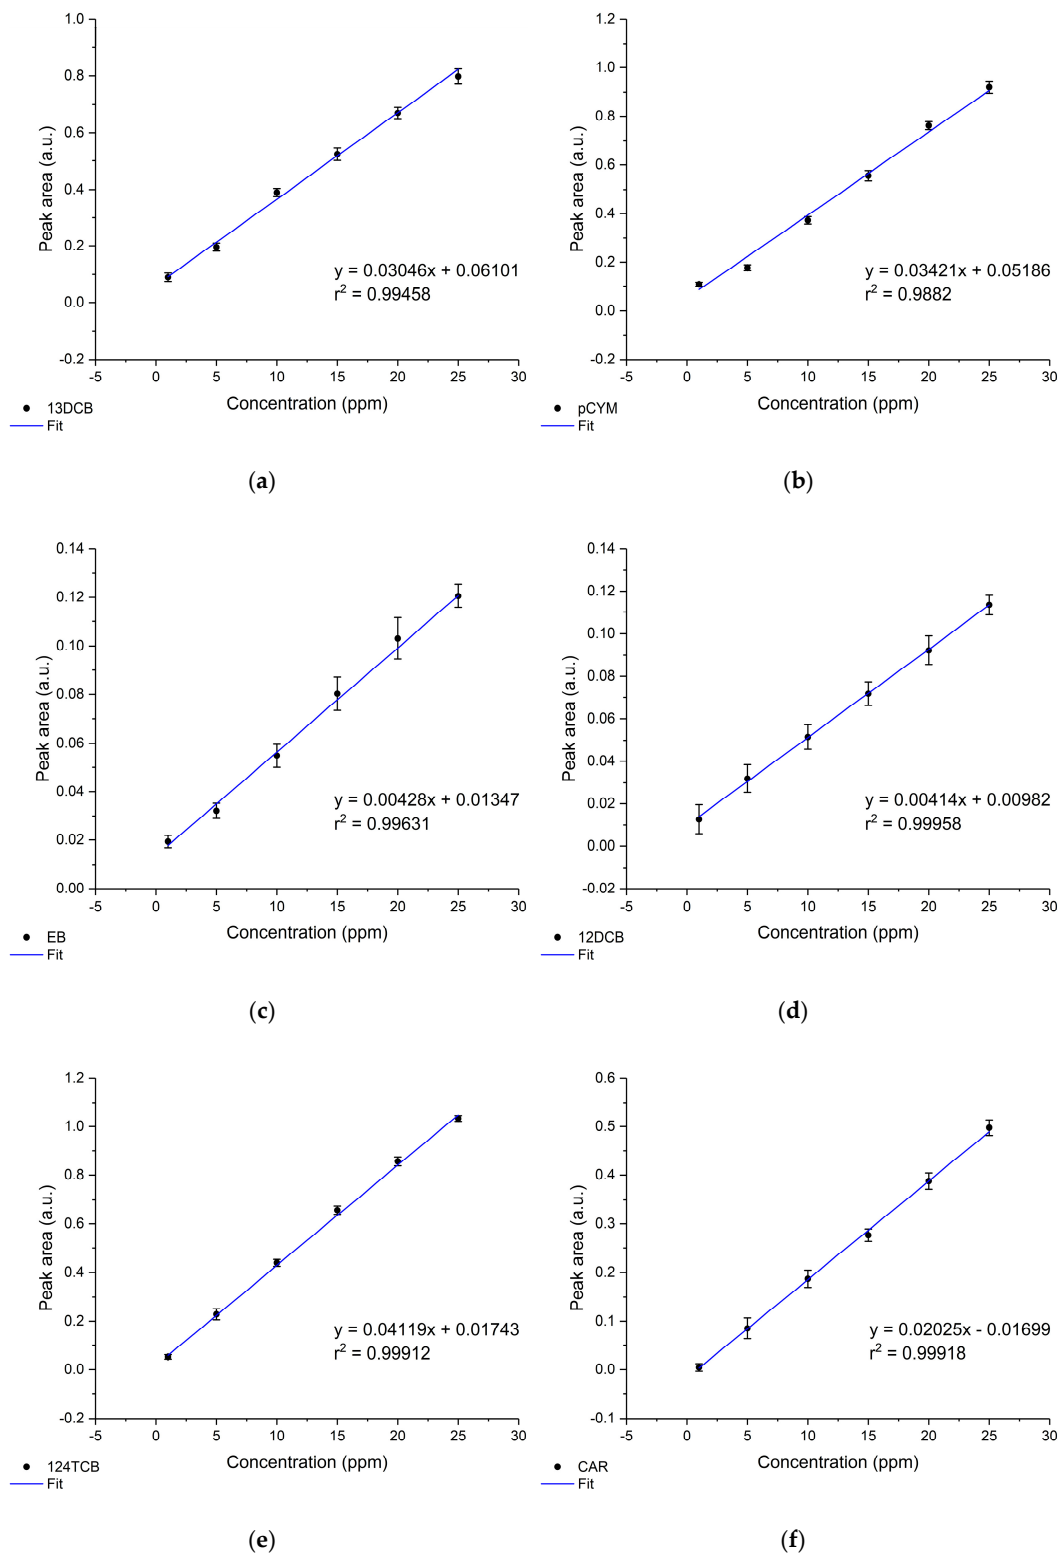 1.0
0.8
0.6
0.4
0.2
0.0
-0.2
Peak area (a.u.)
y = 0.03046x + 0.06101
r² = 0.99458
-5 0 5 10 15 20 25 30
Concentration (ppm)
13DCB
Fit
(a)
1.2
1.0
0.8
0.6
0.4
0.2
0.0
-0.2
Peak area (a.u.)
y = 0.03421x + 0.05186
r² = 0.9882
-5 0 5 10 15 20 25 30
Concentration (ppm)
pCYM
Fit
(b)
0.14
0.12
0.10
0.08
0.06
0.04
0.02
0.00
Peak area (a.u.)
y = 0.00428x + 0.01347
r² = 0.99631
-5 0 5 10 15 20 25 30
Concentration (ppm)
EB
Fit
(c)
0.14
0.12
0.10
0.08
0.06
0.04
0.02
0.00
-0.02
Peak area (a.u.)
y = 0.00414x + 0.00982
r² = 0.99958
-5 0 5 10 15 20 25 30
Concentration (ppm)
12DCB
Fit
(d)
1.2
1.0
0.8
0.6
0.4
0.2
0.0
-0.2
Peak area (a.u.)
y = 0.04119x + 0.01743
r² = 0.99912
-5 0 5 10 15 20 25 30
Concentration (ppm)
124TCB
Fit
(e)
0.6
0.5
0.4
0.3
0.2
0.1
0.0
-0.1
Peak area (a.u.)
y = 0.02025x - 0.01699
r² = 0.99918
-5 0 5 10 15 20 25 30
Concentration (ppm)
CAR
Fit
(f)